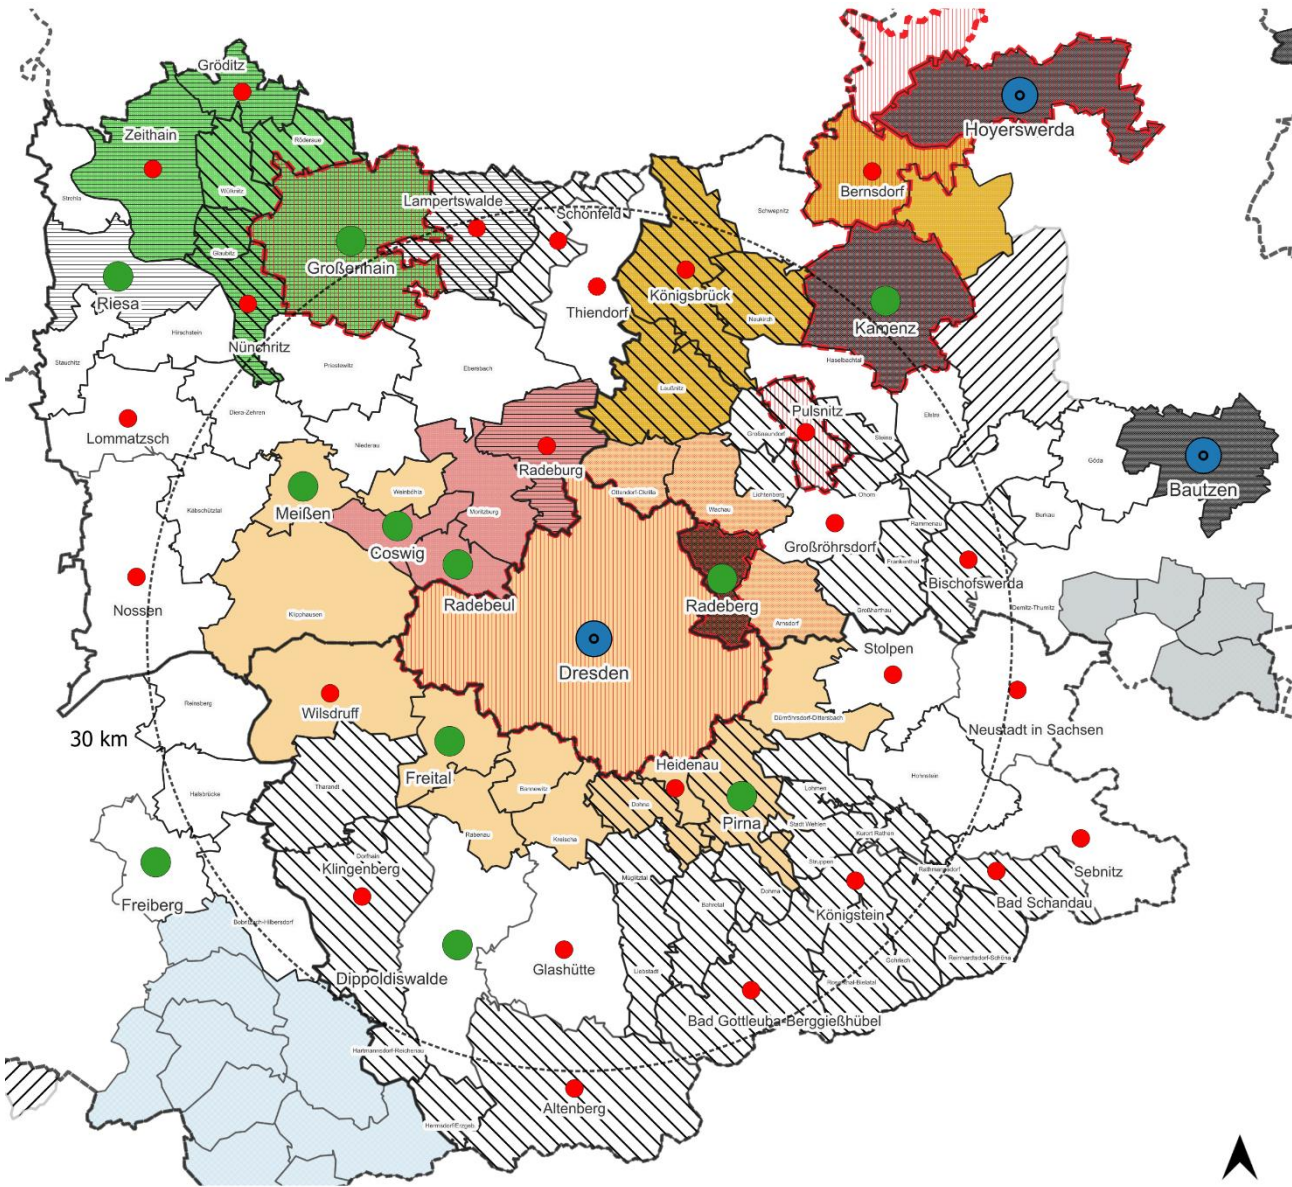 Gröditz
Zeithain
Röderaue
Hoyerswerda
Bernsdorf
Strehla
Wülknitz
Lampertswalde
Schönfeld
Schwepnitz
Glaubitz
Großenhain
Riesa
Königsbrück
Thiendorf
Kamenz
Neukirch
Nünchritz
Hirschstein
Stauchitz
Priestewitz
Ebersbach
Haselbachtal
Laußnitz
Lommatzsch
Diera-Zehren
Niederau
Pulsnitz
Elstra
Großnaundorf
Steina
Radeburg
Göda
Weinböhla
Meißen
Ottendorf-Okrilla
Wachau
Lichtenberg
Ohorn
Bautzen
Käbschütztal
Moritzburg
Rammenau
Burkau
Coswig
Großröhrsdorf
Frankenthal
Bischofswerda
Nossen
Klipphausen
Radebeul
Radeberg
Großharthau
Demitz-Thumitz
Arnsdorf
Stolpen
Dresden
Reinsberg
Wilsdruff
Dürrröhrsdorf-Dittersbach
Neustadt in Sachsen
30 km
Heidenau
Freital
Hohnstein
Halsbrücke
Tharandt
Bannewitz
Lohmen
Dohna
Pirna
Stadt Wehlen
Rabenau
Kreischa
Kurort Rathen
Dorfhain
Klingenberg
Struppen
Rathmannsdorf
Sebnitz
Müglitztal
Dohma
Königstein
Bad Schandau
Freiberg
Bahretal
Bobritzsch-Hilbersdorf
Dippoldiswalde
Glashütte
Liebstadt
Gohrisch
Reinhardtsdorf-Schöna
Rosenthal-Bielatal
Bad Gottleuba-Berggießhübel
Hartmannsdorf-Reichenau
Altenberg
Hermsdorf/Erzgeb.